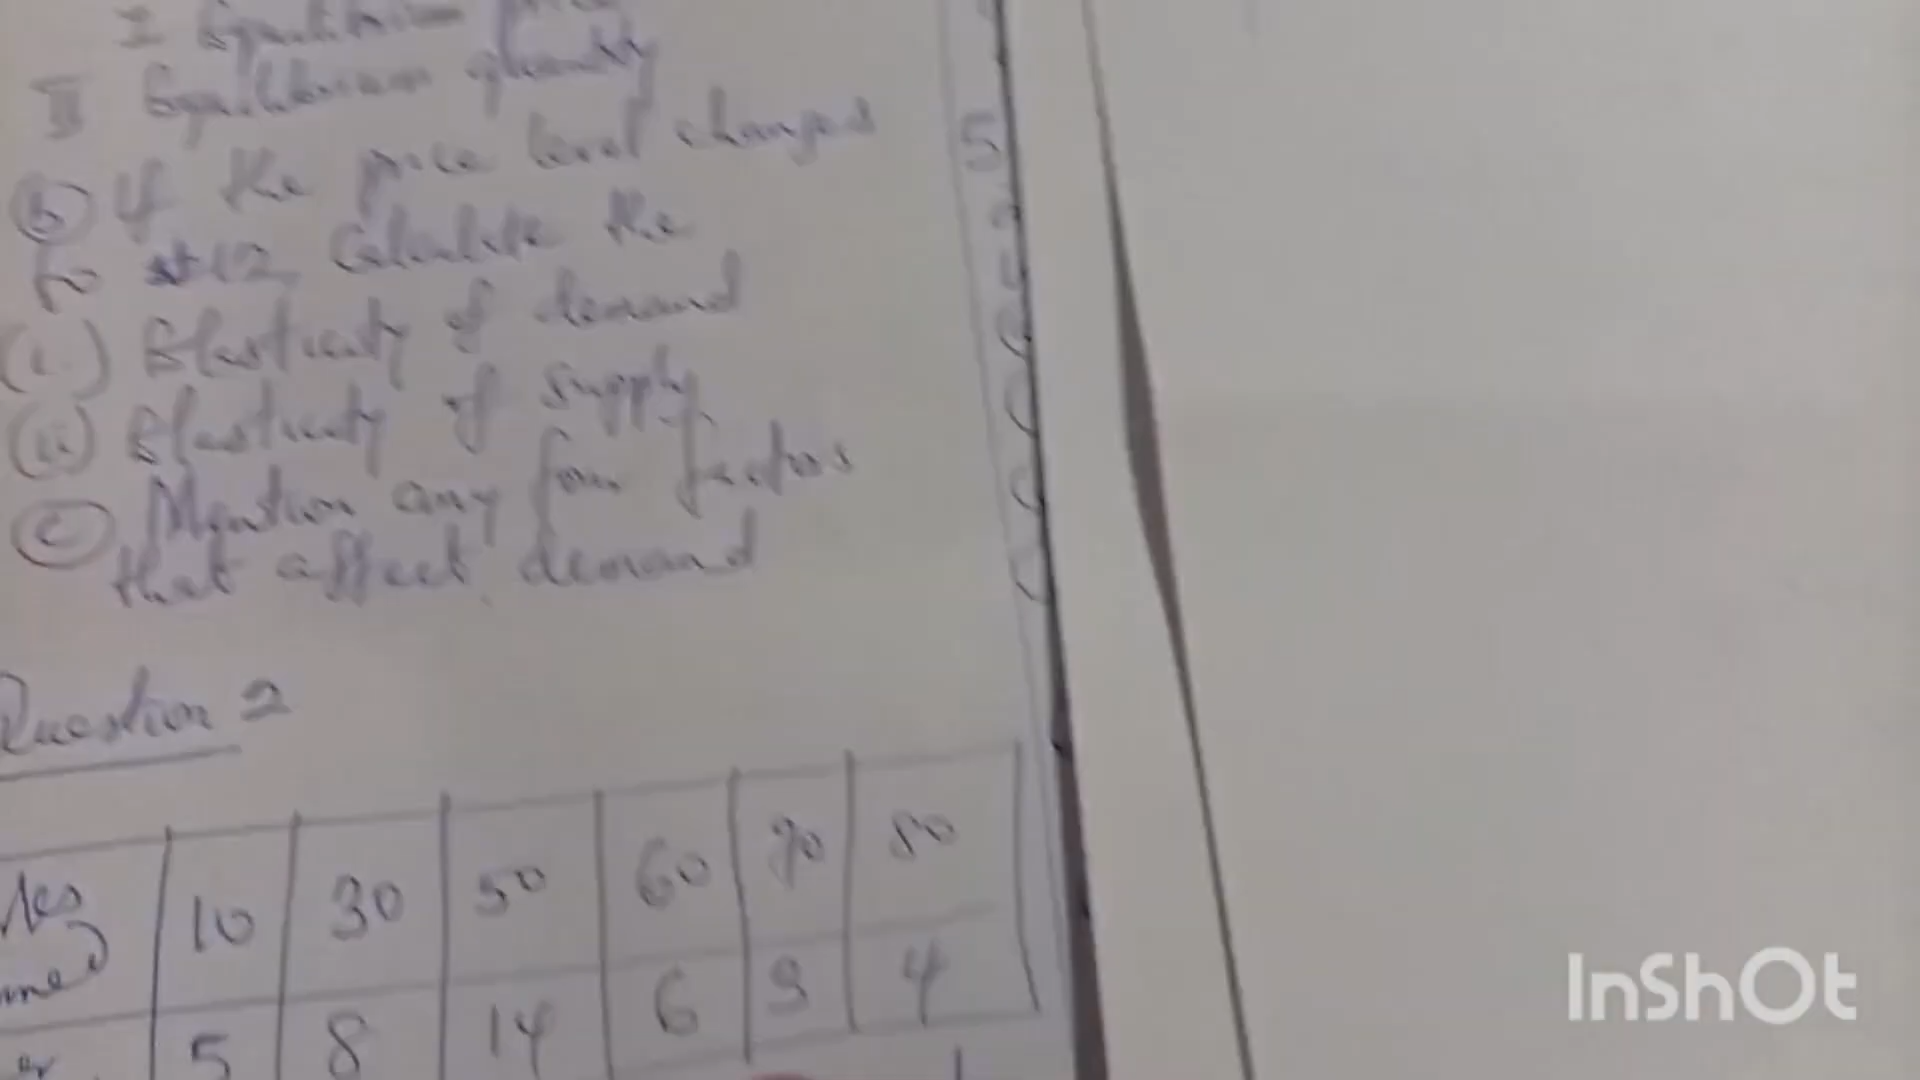 I Equilibrium price
II Equilibrium quantity
(b) If the price level changes
to 12, Calculate the
(i) Elasticity of demand
(ii) Elasticity of supply
(c) Mention any four factors
that affect demand
5
Question 2
10 30 50 60 70 80
5 8 14 6 3 4
InShOt